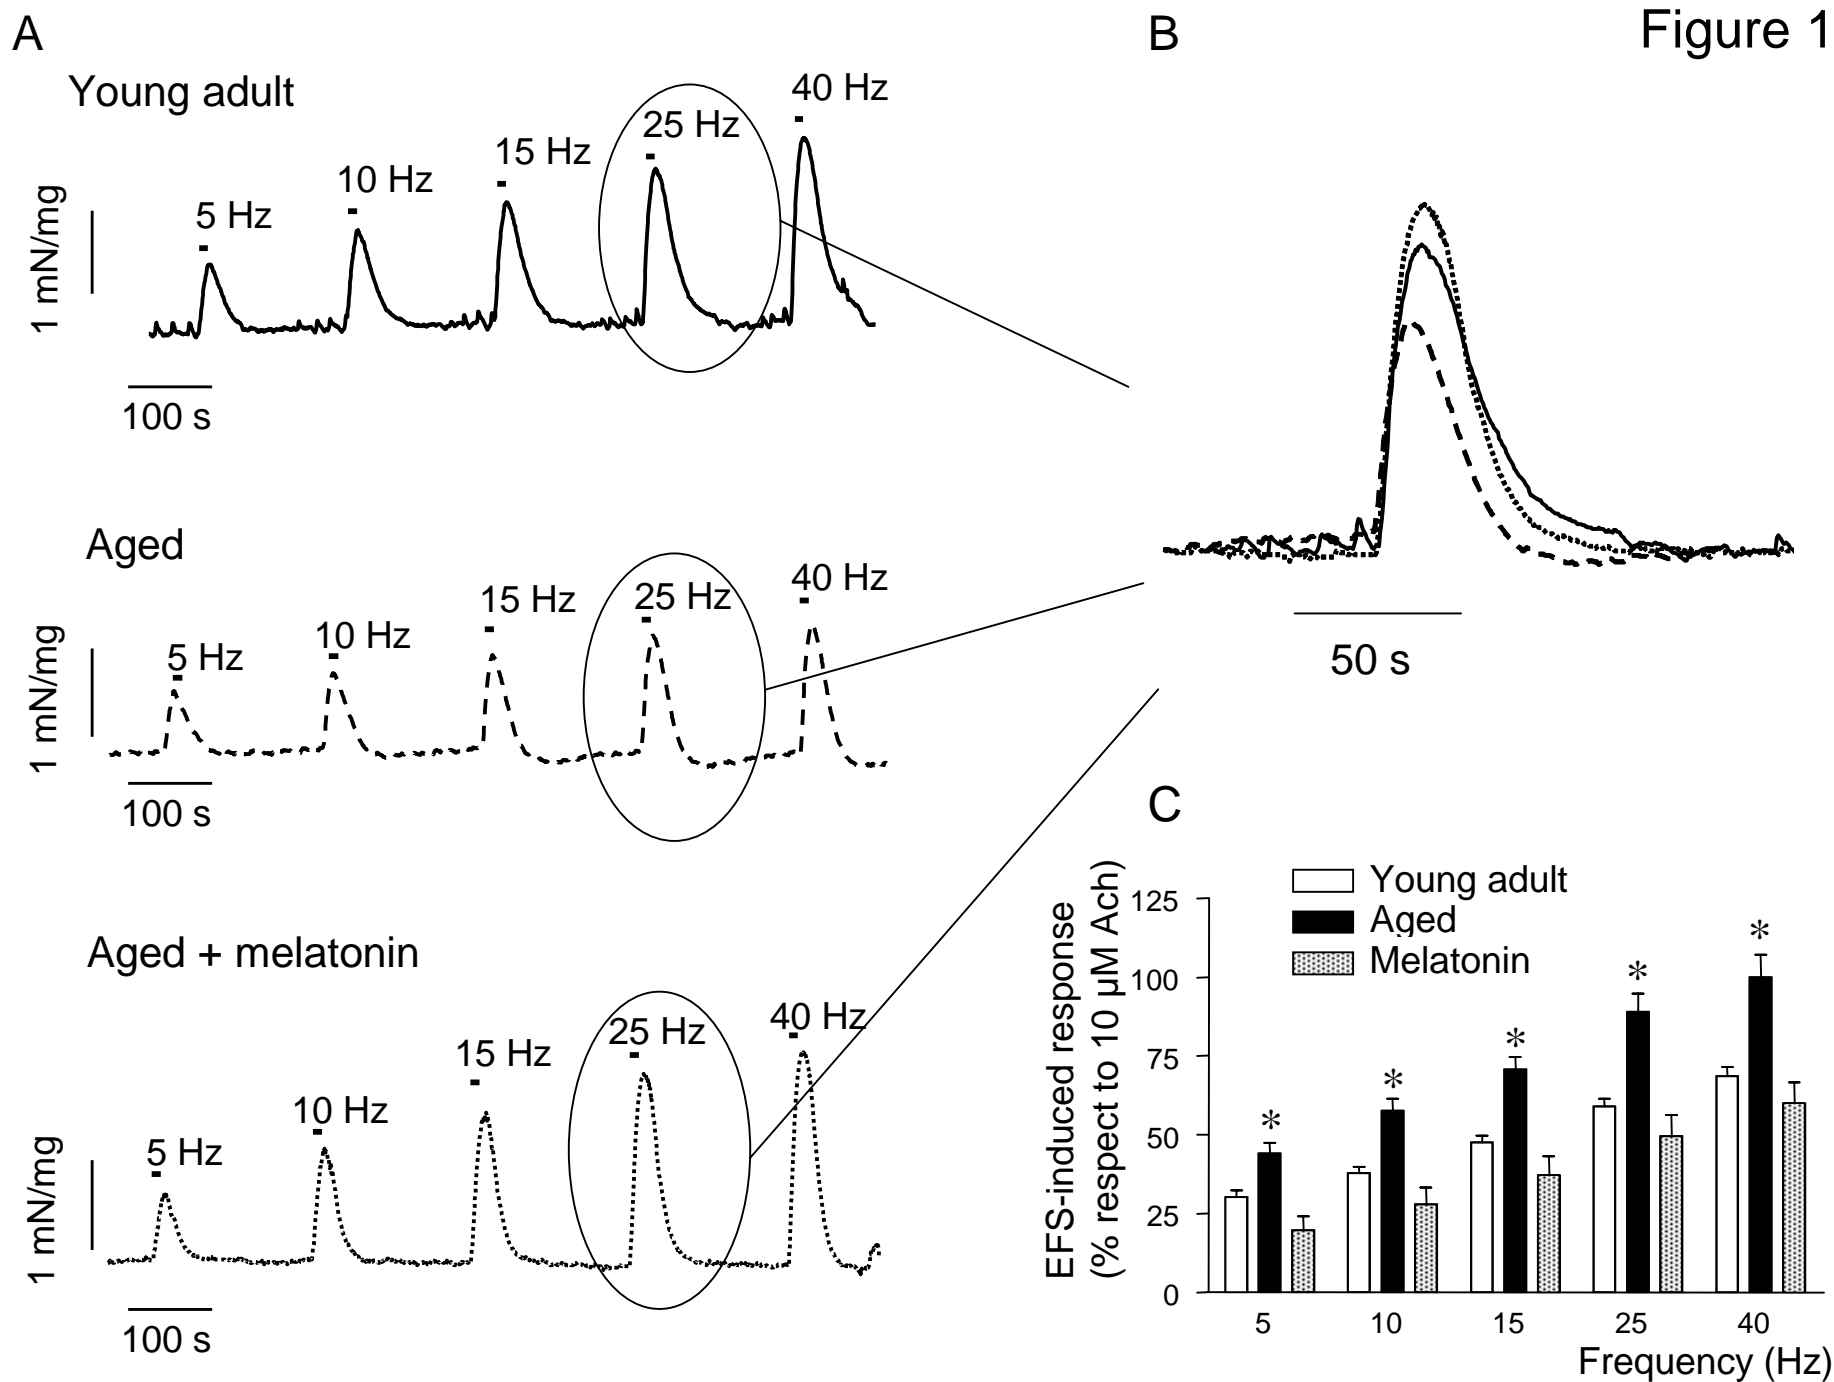 A
B
Figure 1
Young adult
5 Hz
10 Hz
15 Hz
25 Hz
40 Hz
1 mN/mg
100 s
50 s
Aged
5 Hz
10 Hz
15 Hz
25 Hz
40 Hz
1 mN/mg
100 s
Aged + melatonin
5 Hz
10 Hz
15 Hz
25 Hz
40 Hz
1 mN/mg
100 s
C
Young adult
Aged
Melatonin
EFS-induced response
(% respect to 10 µM Ach)
125
100
75
50
25
0
*
*
*
*
*
5 10 15 25 40
Frequency (Hz)